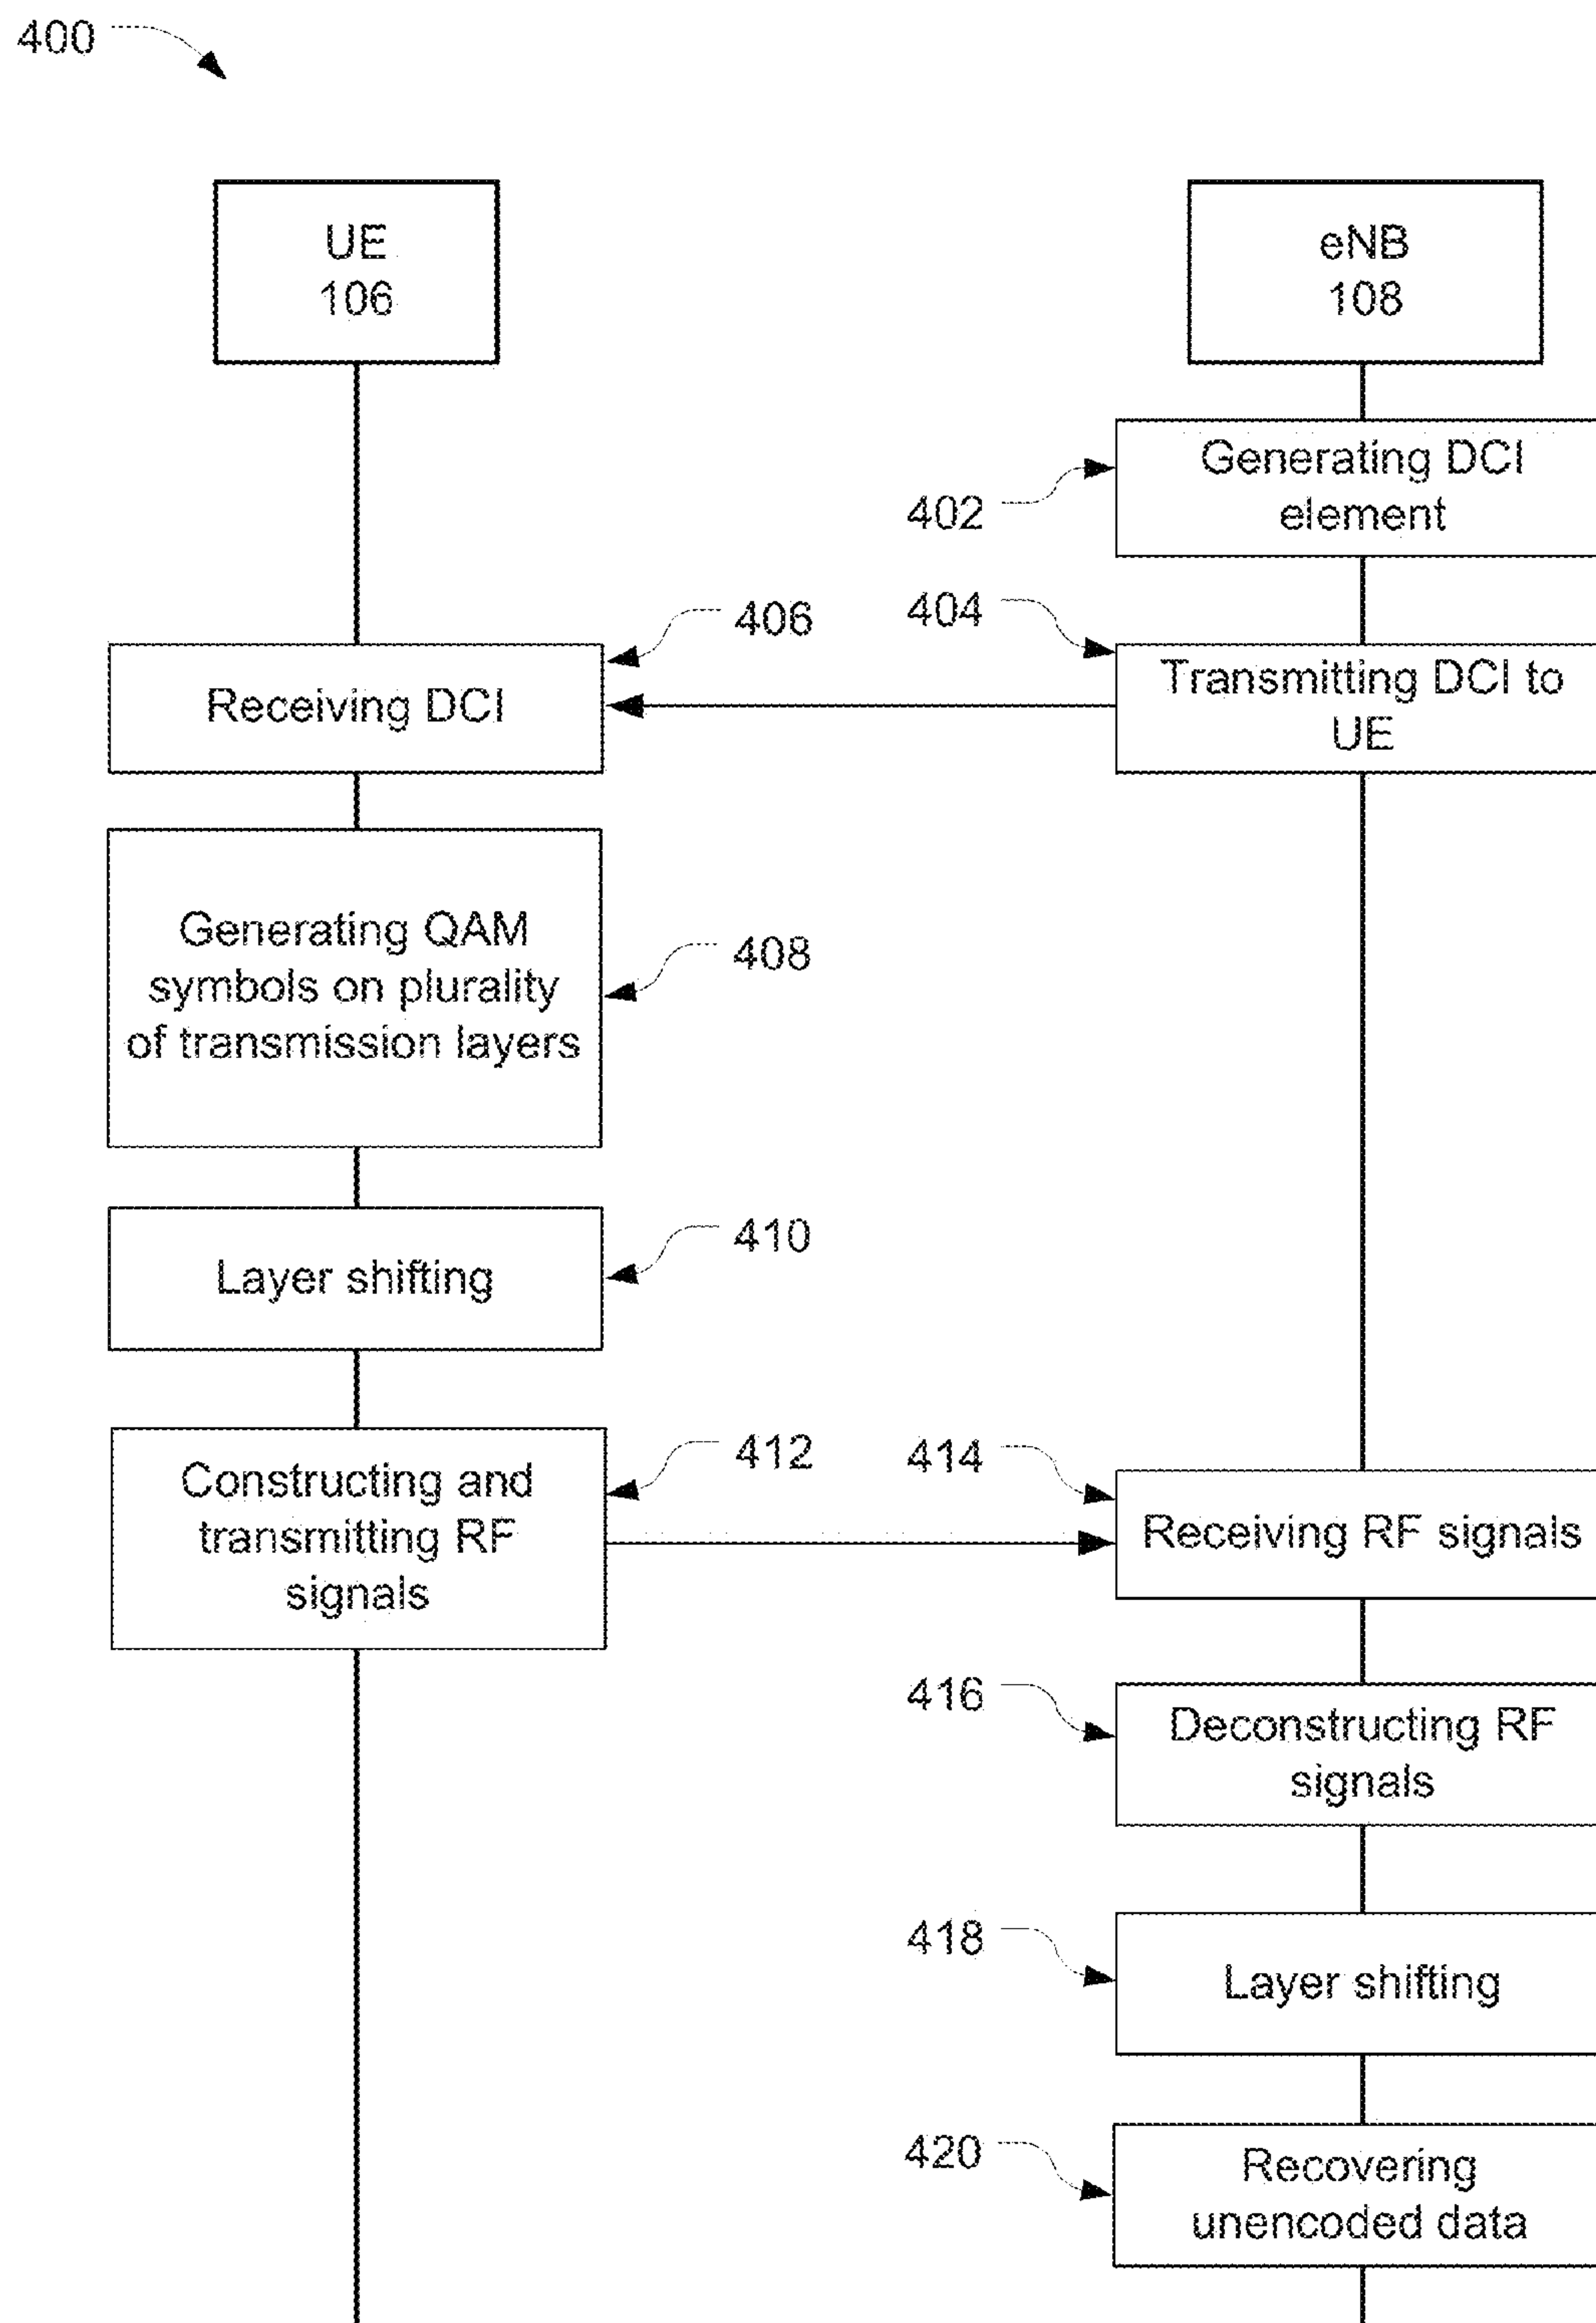 400
UE
106
eNB
108
Generating DCI
element
402
404
406
Receiving DCI
Transmitting DCI to
UE
Generating QAM
symbols on plurality
of transmission layers
408
Layer shifting
410
412
414
Constructing and
transmitting RF
signals
Receiving RF signals
416
Deconstructing RF
signals
418
Layer shifting
420
Recovering
unencoded data